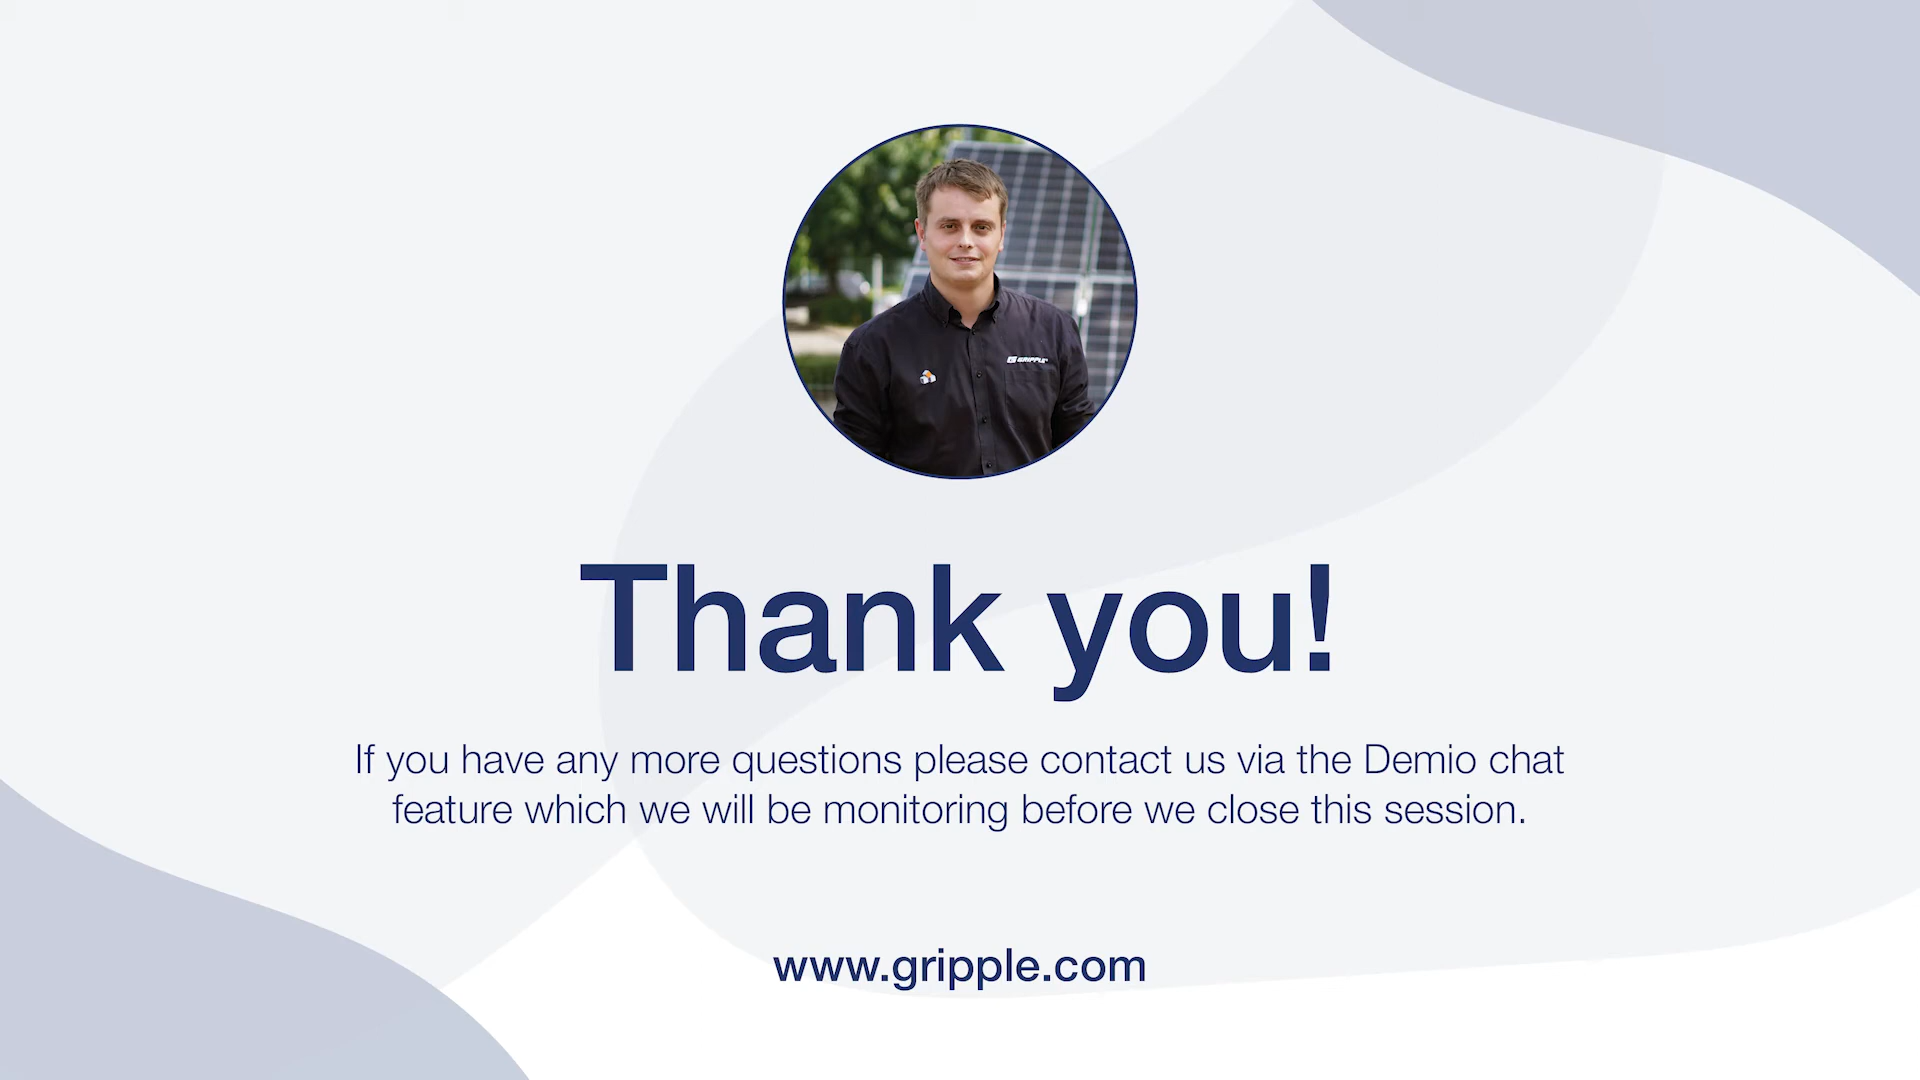 GRIPPLE
Thank you!
If you have any more questions please contact us via the Demio chat
feature which we will be monitoring before we close this session.
www.gripple.com